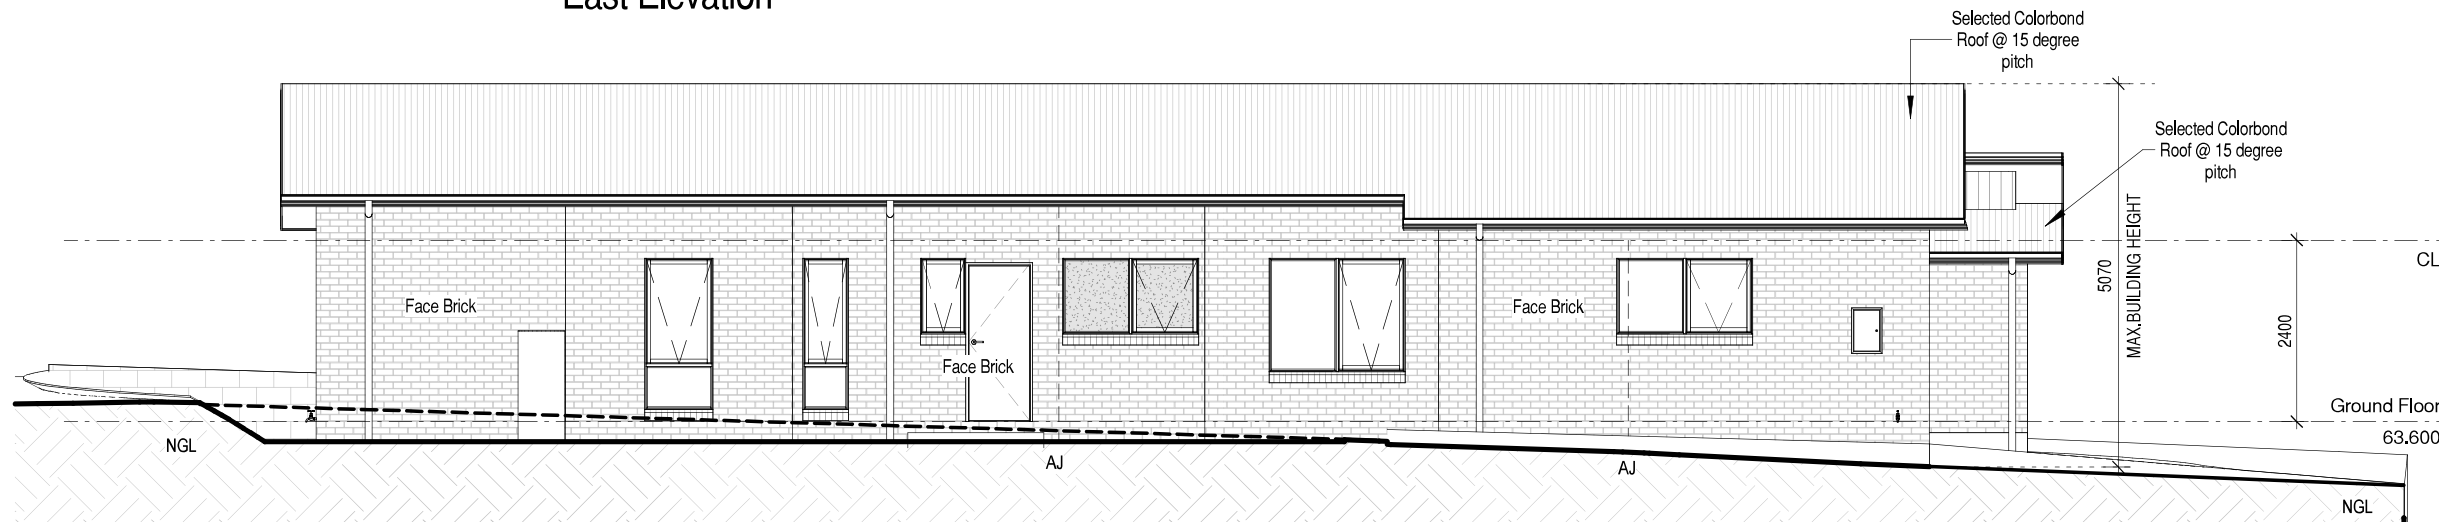 East Elevation
Selected Colorbond
Roof @ 15 degree
pitch
Selected Colorbond
Roof @ 15 degree
pitch
5070
MAX.BUILDING HEIGHT
2400
CL
Face Brick
Face Brick
Face Brick
Ground Floor
63.600
NGL
AJ
AJ
NGL